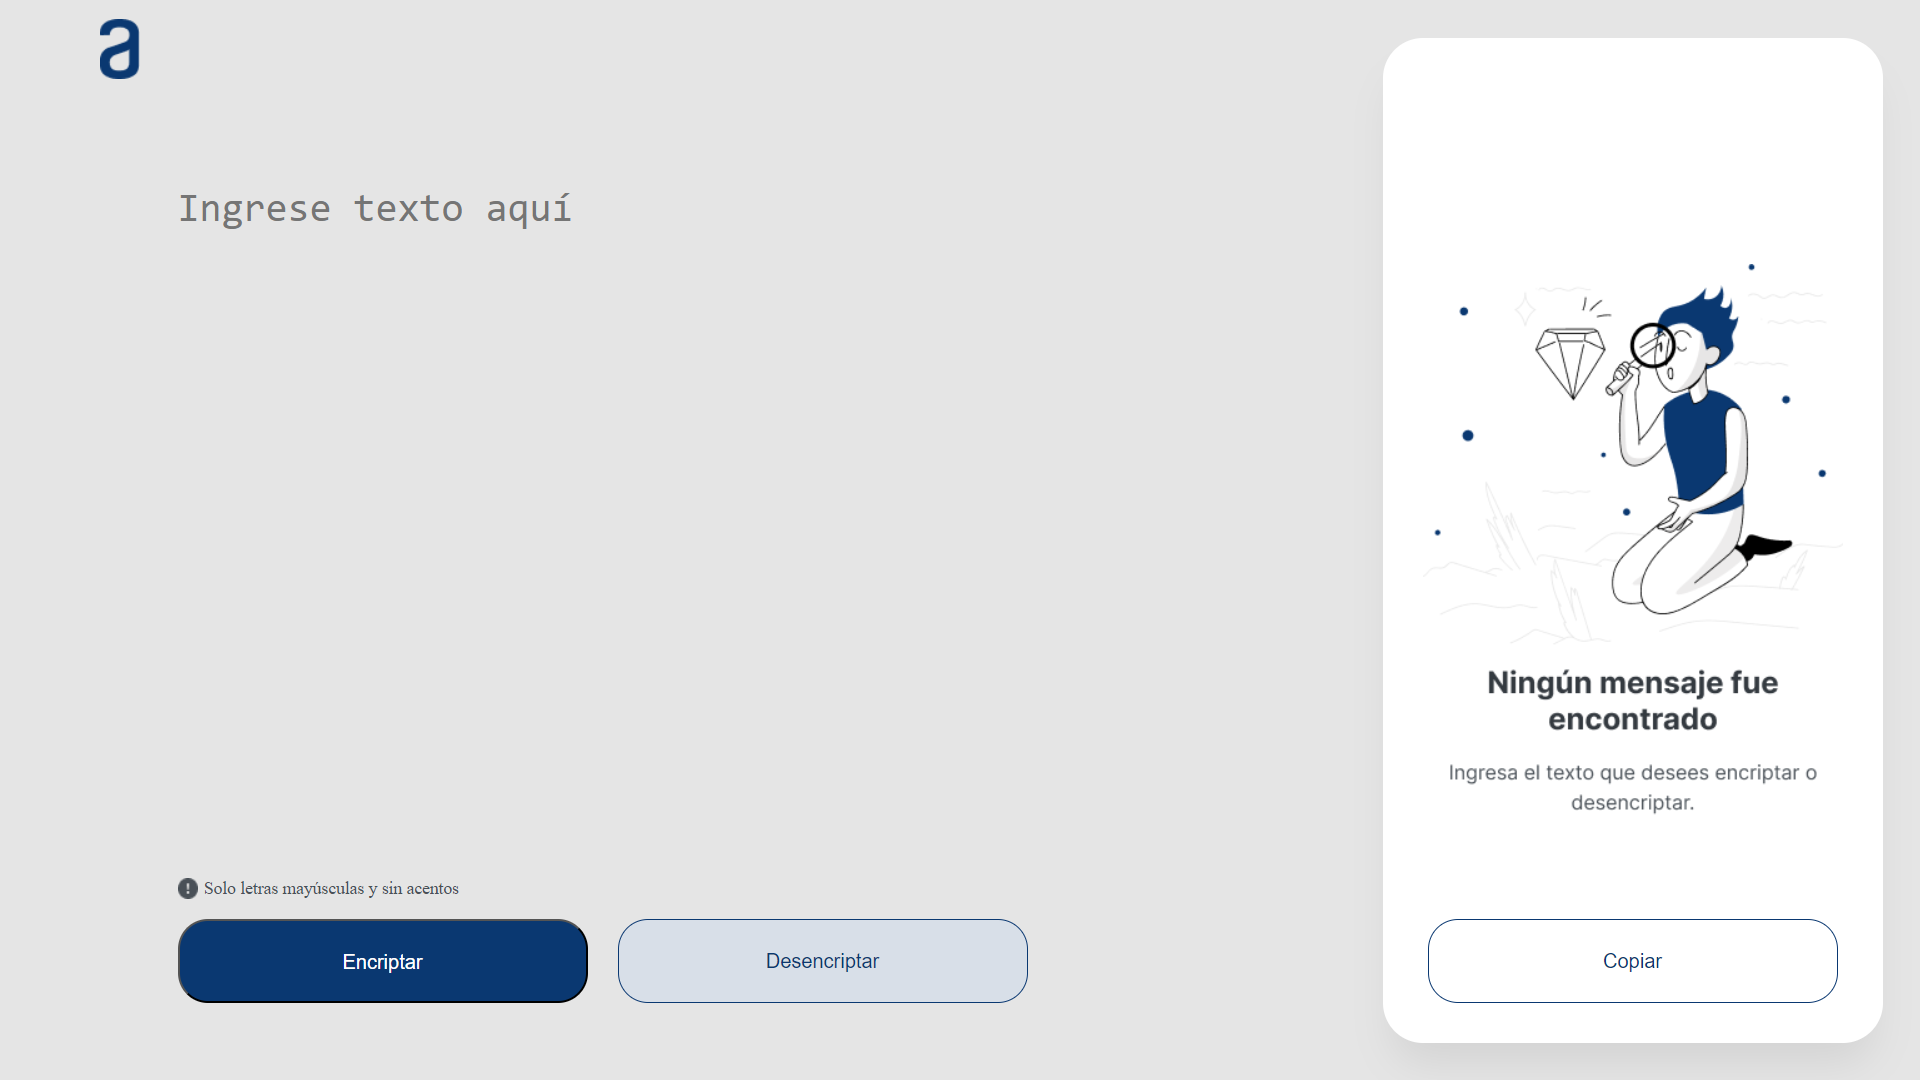 a
Ingrese texto aquí
Solo letras mayúsculas y sin acentos
Encriptar
Desencriptar
Ningún mensaje fue
encontrado
Ingresa el texto que desees encriptar o
desencriptar.
Copiar